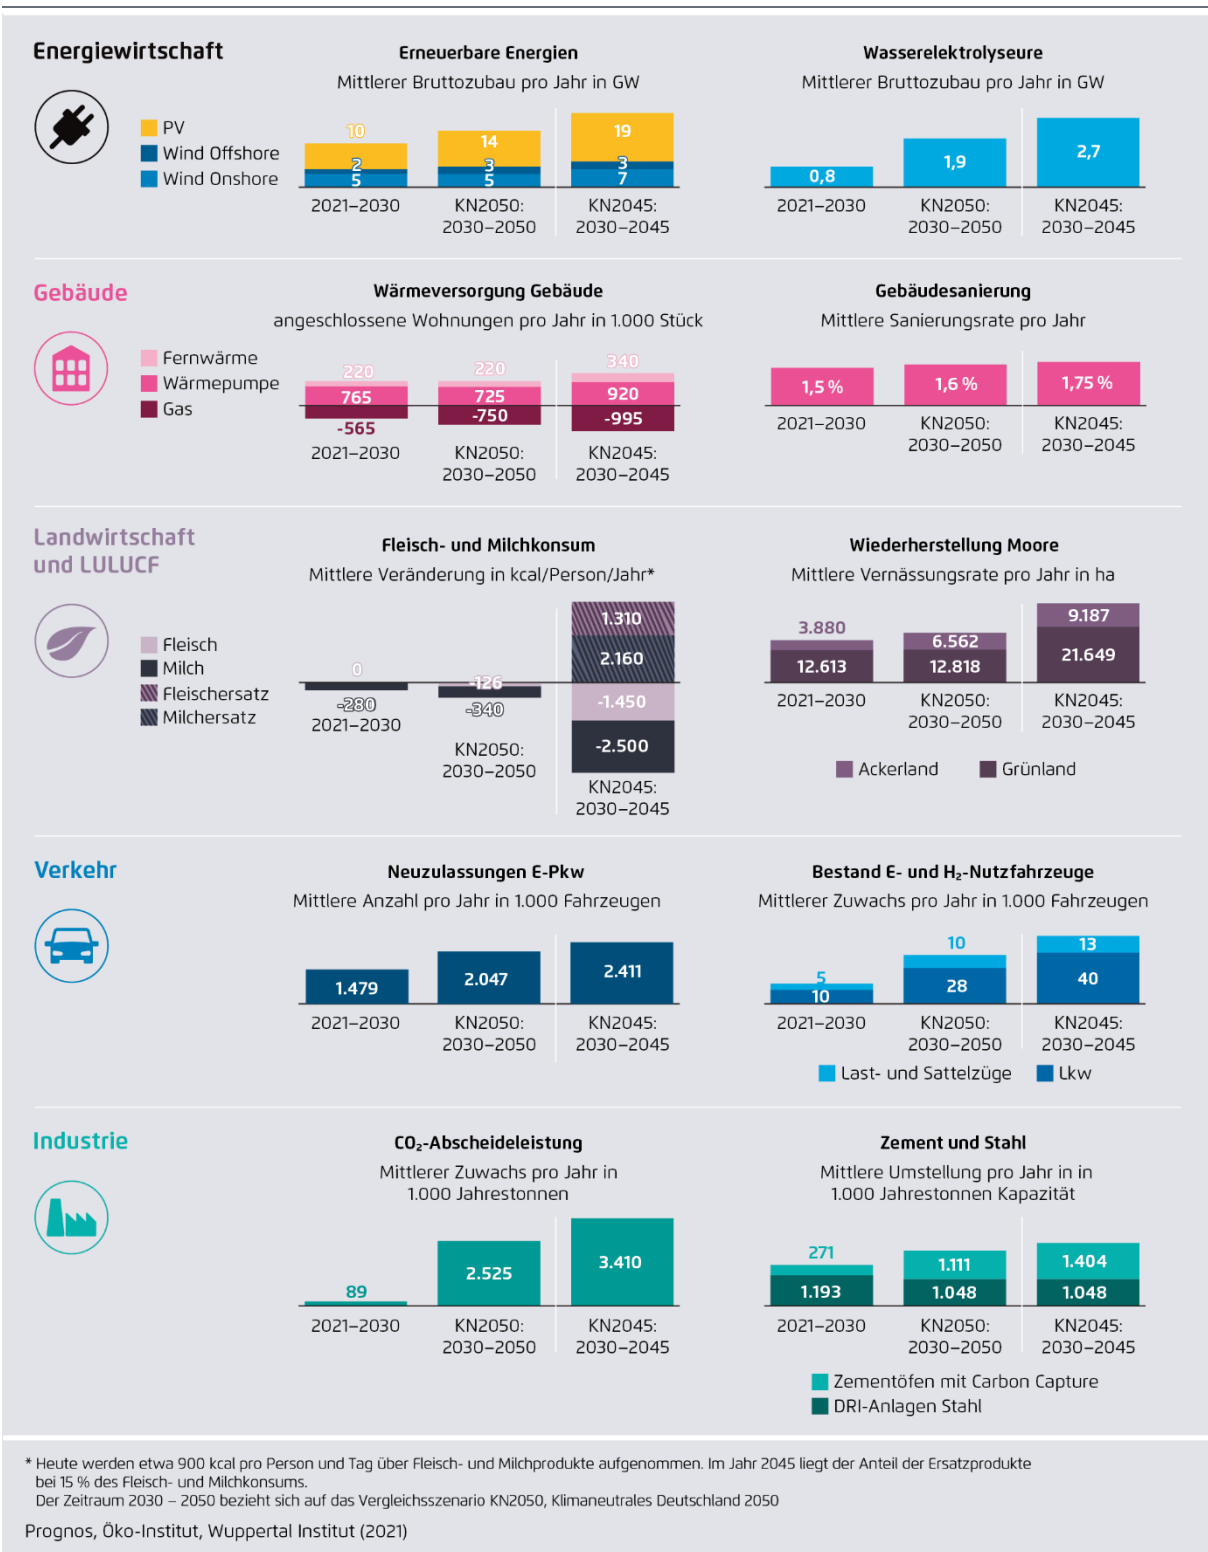 Energiewirtschaft
Erneuerbare Energien
Mittlerer Bruttozubau pro Jahr in GW
PV
Wind Offshore
Wind Onshore
10
2
5
14
3
5
19
3
7
2021–2030
KN2050:
2030–2050
KN2045:
2030–2045
Wasserelektrolyseure
Mittlerer Bruttozubau pro Jahr in GW
0,8
1,9
2,7
2021–2030
KN2050:
2030–2050
KN2045:
2030–2045
Gebäude
Wärmeversorgung Gebäude
angeschlossene Wohnungen pro Jahr in 1.000 Stück
Fernwärme
Wärmepumpe
Gas
220
765
-565
220
725
-750
340
920
-995
2021–2030
KN2050:
2030–2050
KN2045:
2030–2045
Gebäudesanierung
Mittlere Sanierungsrate pro Jahr
1,5 %
1,6 %
1,75 %
2021–2030
KN2050:
2030–2050
KN2045:
2030–2045
Landwirtschaft
und LULUCF
Fleisch- und Milchkonsum
Mittlere Veränderung in kcal/Person/Jahr*
Fleisch
Milch
Fleischersatz
Milchersatz
0
-280
-126
-340
1.310
2.160
-1.450
-2.500
2021–2030
KN2050:
2030–2050
KN2045:
2030–2045
Wiederherstellung Moore
Mittlere Vernässungsrate pro Jahr in ha
3.880
12.613
6.562
12.818
9.187
21.649
2021–2030
KN2050:
2030–2050
KN2045:
2030–2045
Ackerland
Grünland
Verkehr
Neuzulassungen E-Pkw
Mittlere Anzahl pro Jahr in 1.000 Fahrzeugen
1.479
2.047
2.411
2021–2030
KN2050:
2030–2050
KN2045:
2030–2045
Bestand E- und H₂-Nutzfahrzeuge
Mittlerer Zuwachs pro Jahr in 1.000 Fahrzeugen
5
10
10
28
13
40
2021–2030
KN2050:
2030–2050
KN2045:
2030–2045
Last- und Sattelzüge
Lkw
Industrie
CO₂-Abscheideleistung
Mittlerer Zuwachs pro Jahr in
1.000 Jahrestonnen
89
2.525
3.410
2021–2030
KN2050:
2030–2050
KN2045:
2030–2045
Zement und Stahl
Mittlere Umstellung pro Jahr in in
1.000 Jahrestonnen Kapazität
271
1.193
1.111
1.048
1.404
1.048
2021–2030
KN2050:
2030–2050
KN2045:
2030–2045
Zementöfen mit Carbon Capture
DRI-Anlagen Stahl
* Heute werden etwa 900 kcal pro Person und Tag über Fleisch- und Milchprodukte aufgenommen. Im Jahr 2045 liegt der Anteil der Ersatzprodukte
bei 15 % des Fleisch- und Milchkonsums.
Der Zeitraum 2030 – 2050 bezieht sich auf das Vergleichsszenario KN2050, Klimaneutrales Deutschland 2050
Prognos, Öko-Institut, Wuppertal Institut (2021)